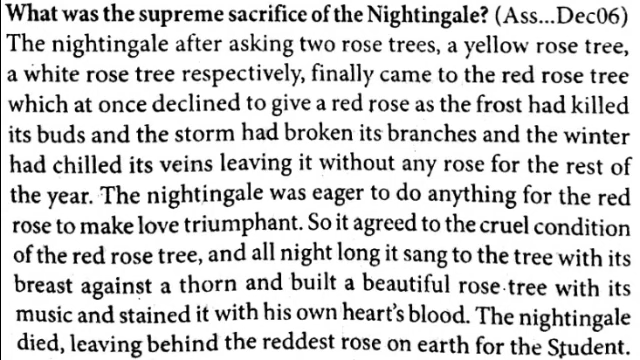 What was the supreme sacrifice of the Nightingale? (Ass...Dec06)
The nightingale after asking two rose trees, a yellow rose tree,
a white rose tree respectively, finally came to the red rose tree
which at once declined to give a red rose as the frost had killed
its buds and the storm had broken its branches and the winter
had chilled its veins leaving it without any rose for the rest of
the year. The nightingale was eager to do anything for the red
rose to make love triumphant. So it agreed to the cruel condition
of the red rose tree, and all night long it sang to the tree with its
breast against a thorn and built a beautiful rose tree with its
music and stained it with his own heart's blood. The nightingale
died, leaving behind the reddest rose on earth for the Student.